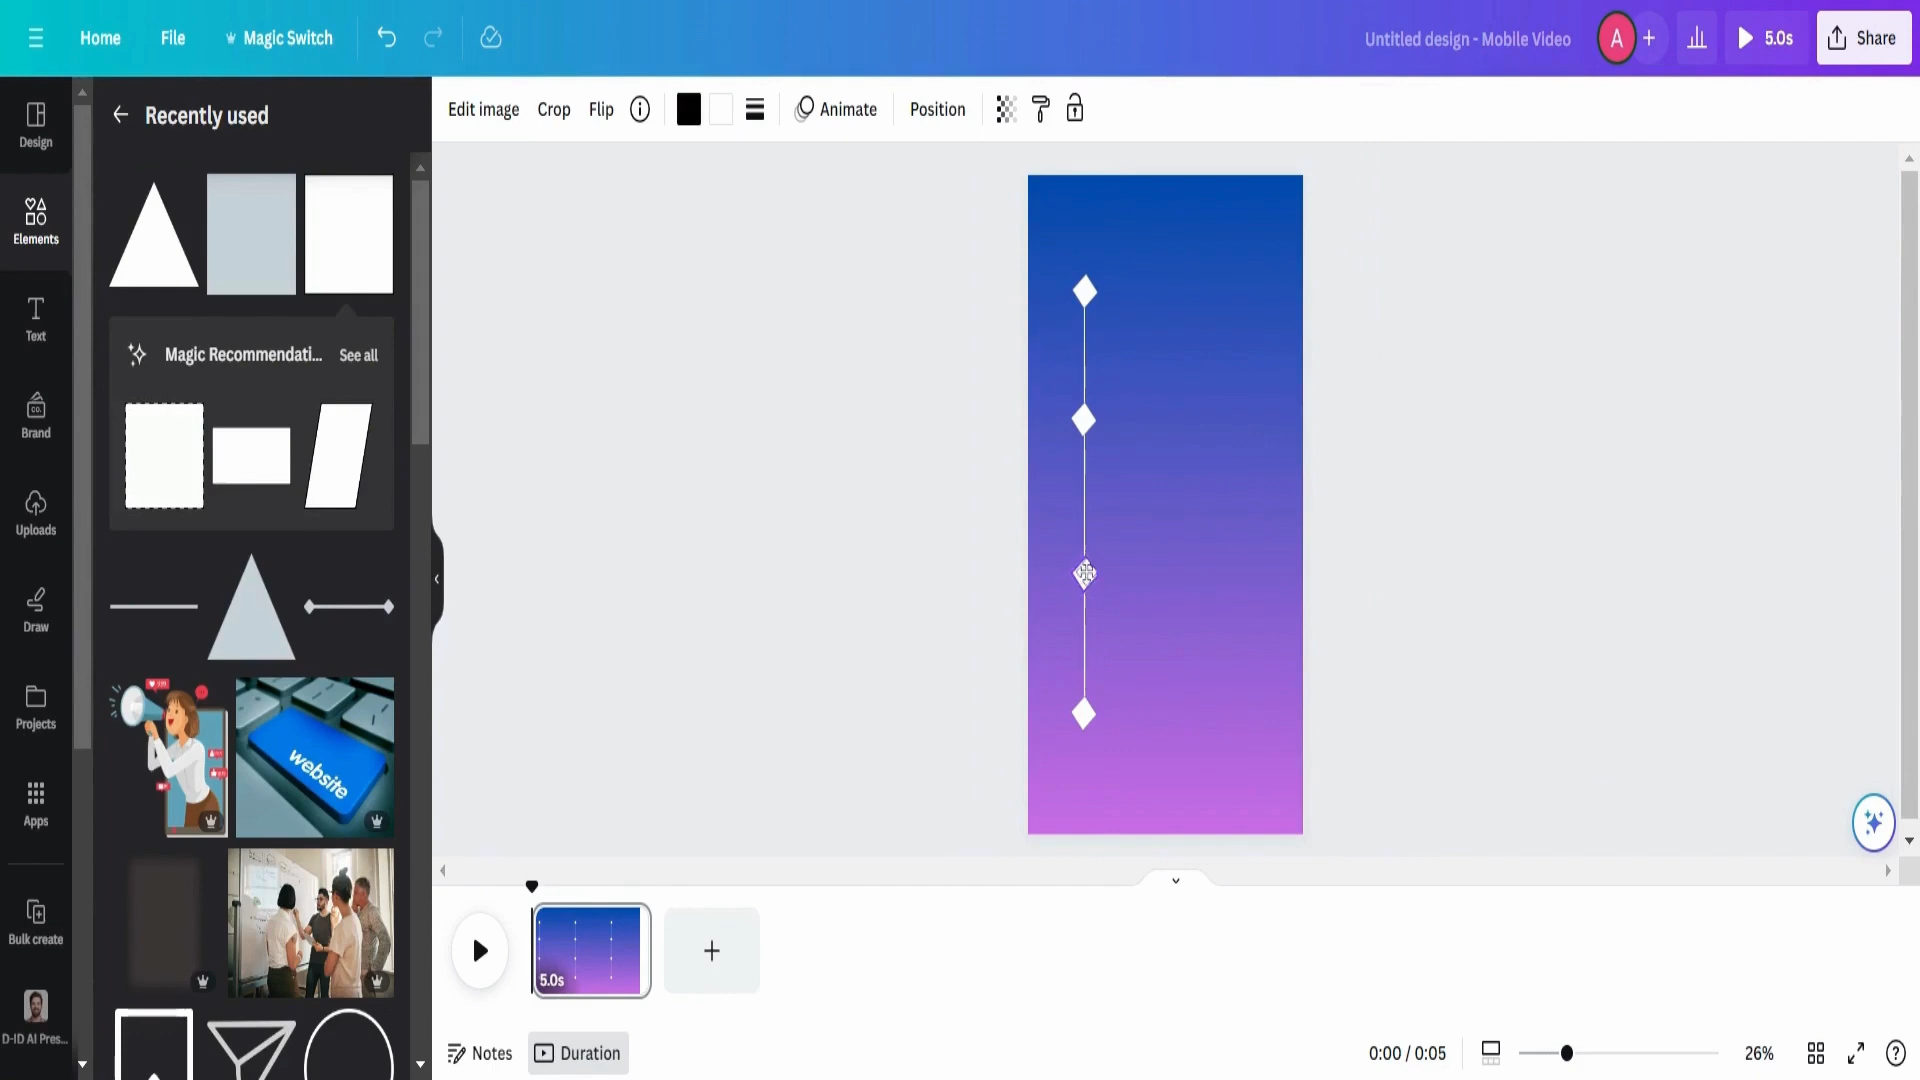 Home
File
Magic Switch
Untitled design - Mobile Video
A
5.0s
Share
Design
Elements
Text
CO.
Brand
Uploads
Draw
Projects
Apps
Bulk create
D-ID AI Pres...
Recently used
Magic Recommendati...
See all
website
Edit image
Crop
Flip
Animate
Position
5.0s
Notes
Duration
0:00 / 0:05
26%